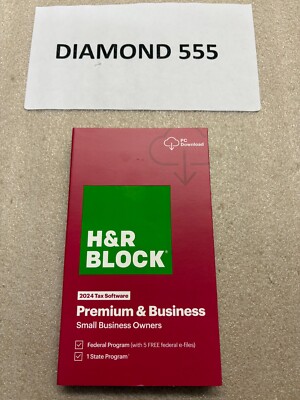 DIAMOND 555
PC
Download
H&R
BLOCK®
2024 Tax Software
Premium & Business
Small Business Owners
Federal Program (with 5 FREE federal e-files)
1 State Program